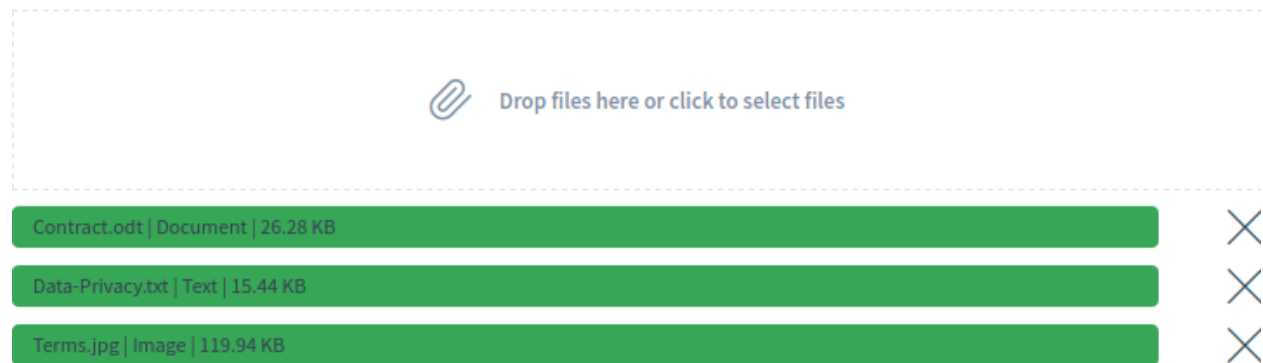 Drop files here or click to select files
Contract.odt | Document | 26.28 KB
Data-Privacy.txt | Text | 15.44 KB
Terms.jpg | Image | 119.94 KB